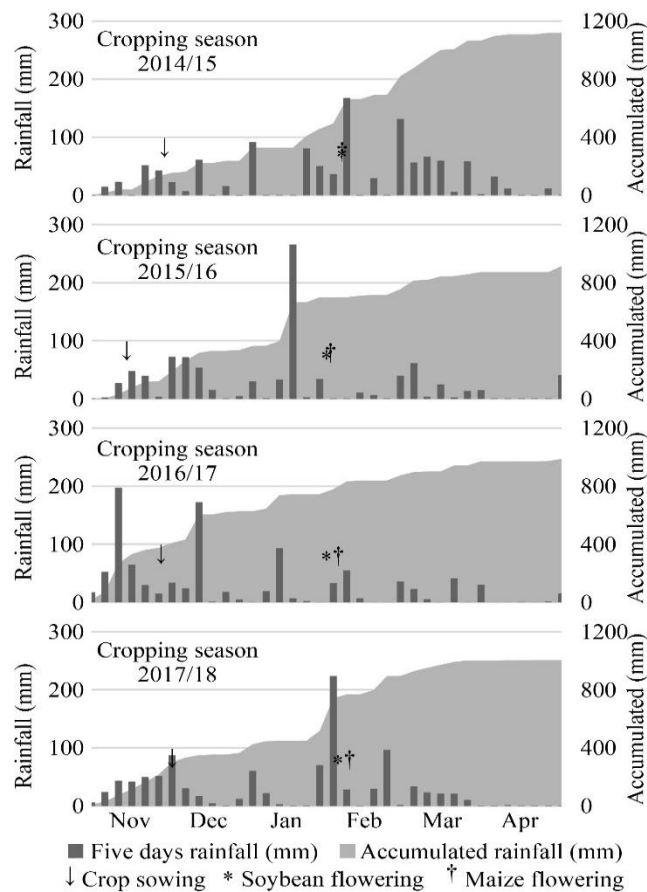 300 1200
Cropping season
2014/15
200 800
100 400
0 0
Rainfall (mm)
Accumulated (mm)
↓
*†
300 1200
Cropping season
2015/16
200 800
100 400
0 0
Rainfall (mm)
Accumulated (mm)
↓
*†
300 1200
Cropping season
2016/17
200 800
100 400
0 0
Rainfall (mm)
Accumulated (mm)
↓
*†
300 1200
Cropping season
2017/18
200 800
100 400
0 0
Rainfall (mm)
Accumulated (mm)
↓
*†
Nov Dec Jan Feb Mar Apr
Five days rainfall (mm) Accumulated rainfall (mm)
↓ Crop sowing * Soybean flowering † Maize flowering